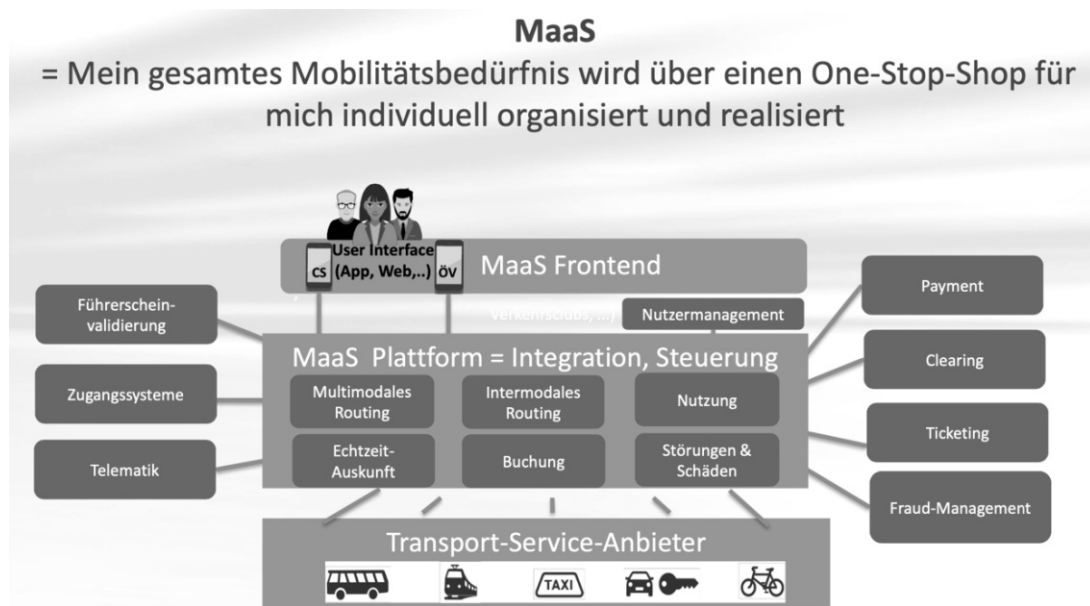 MaaS
= Mein gesamtes Mobilitätsbedürfnis wird über einen One-Stop-Shop für
mich individuell organisiert und realisiert
User Interface
(App, Web,..)
CS
ÖV
MaaS Frontend
Verkehrsclubs, ...)
Nutzermanagement
Führerschein-
validierung
Zugangssysteme
Telematik
MaaS Plattform = Integration, Steuerung
Multimodales
Routing
Intermodales
Routing
Nutzung
Echtzeit-
Auskunft
Buchung
Störungen &
Schäden
Payment
Clearing
Ticketing
Fraud-Management
Transport-Service-Anbieter
TAXI